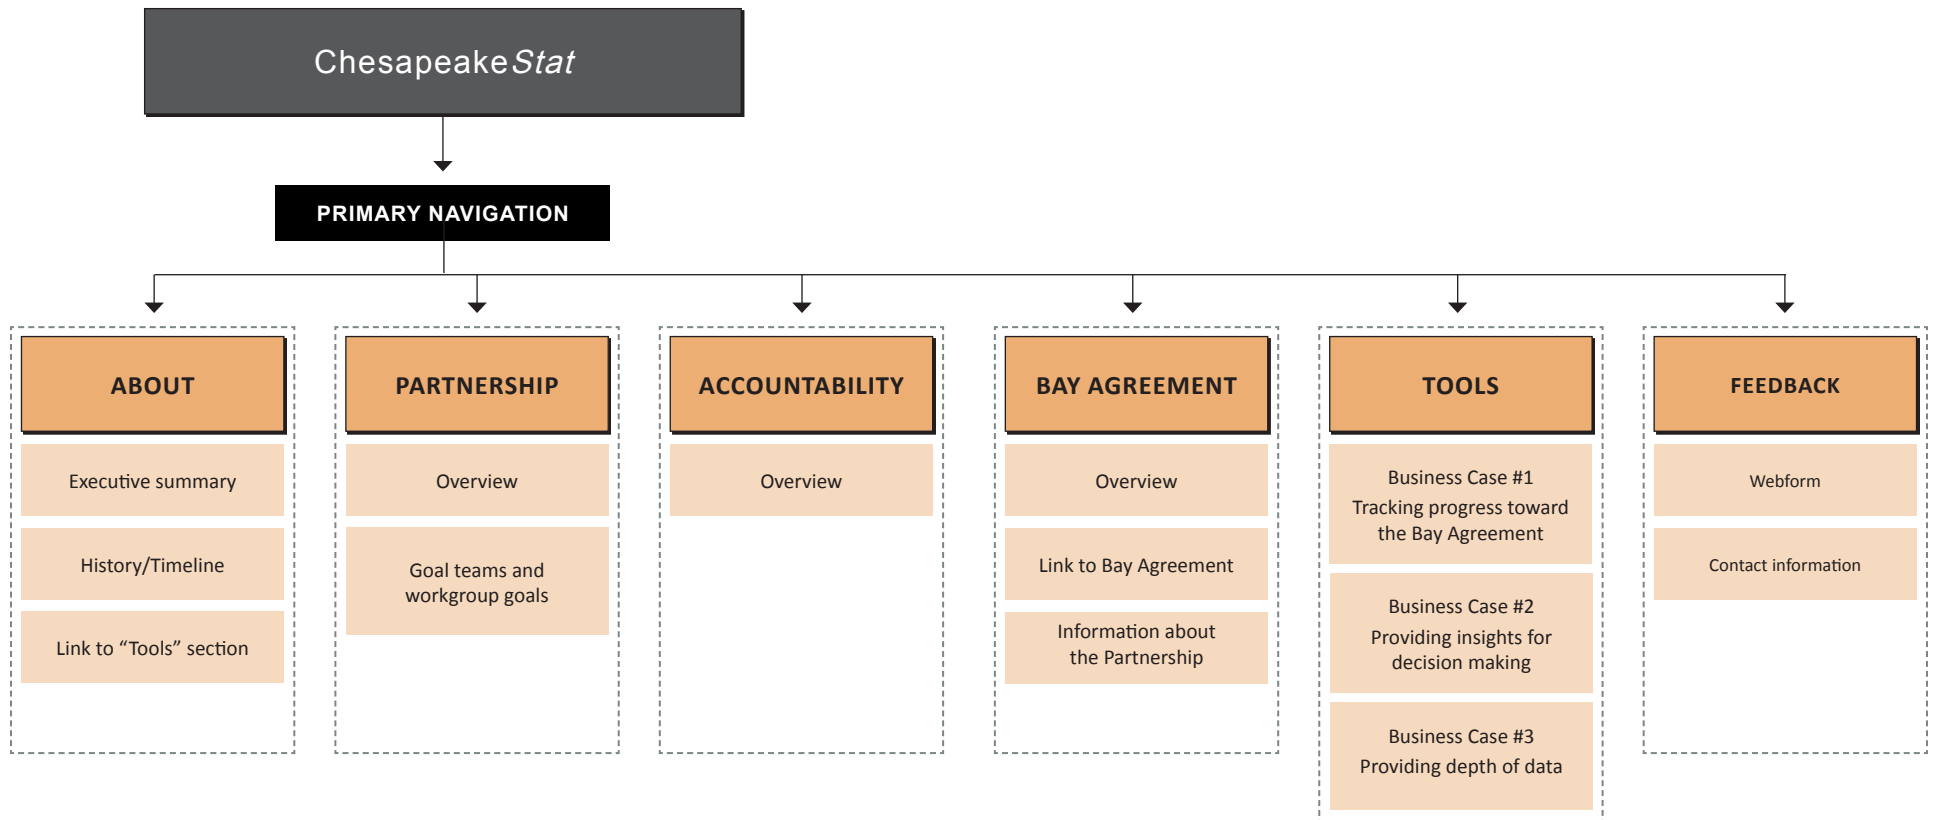 ChesapeakeStat
PRIMARY NAVIGATION
ABOUT
Executive summary
History/Timeline
Link to “Tools” section
PARTNERSHIP
Overview
Goal teams and
workgroup goals
ACCOUNTABILITY
Overview
BAY AGREEMENT
Overview
Link to Bay Agreement
Information about
the Partnership
TOOLS
Business Case #1
Tracking progress toward
the Bay Agreement
Business Case #2
Providing insights for
decision making
Business Case #3
Providing depth of data
FEEDBACK
Webform
Contact information